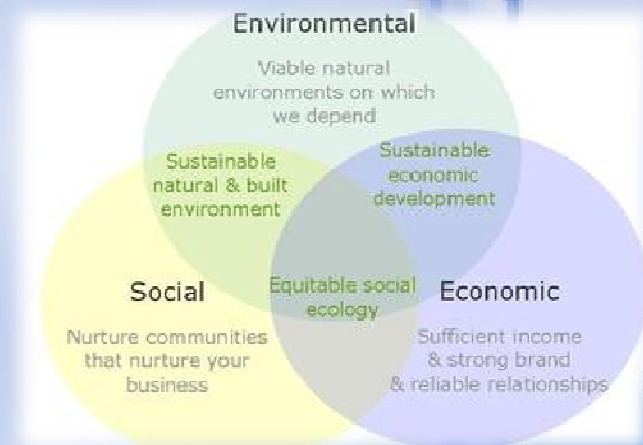 Environmental
Viable natural
environments on which
we depend
Sustainable
natural & built
environment
Sustainable
economic
development
Social
Equitable social
ecology
Economic
Nurture communities
that nurture your
business
Sufficient income
& strong brand
& reliable relationships